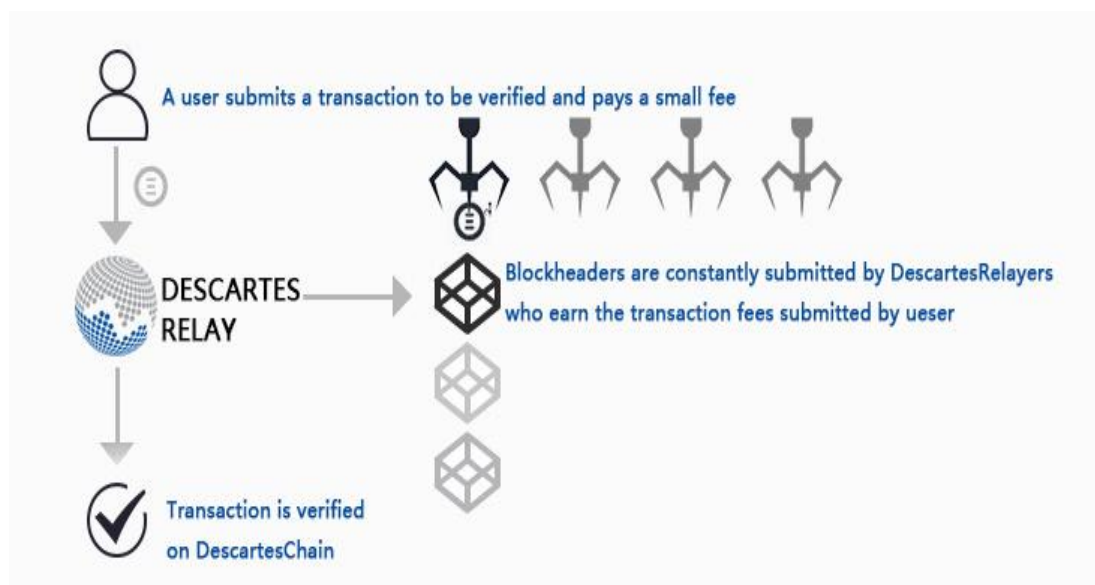 A user submits a transaction to be verified and pays a small fee
DESCARTES
RELAY
Blockheaders are constantly submitted by DescartesRelayers
who earn the transaction fees submitted by ueser
Transaction is verified
on DescartesChain